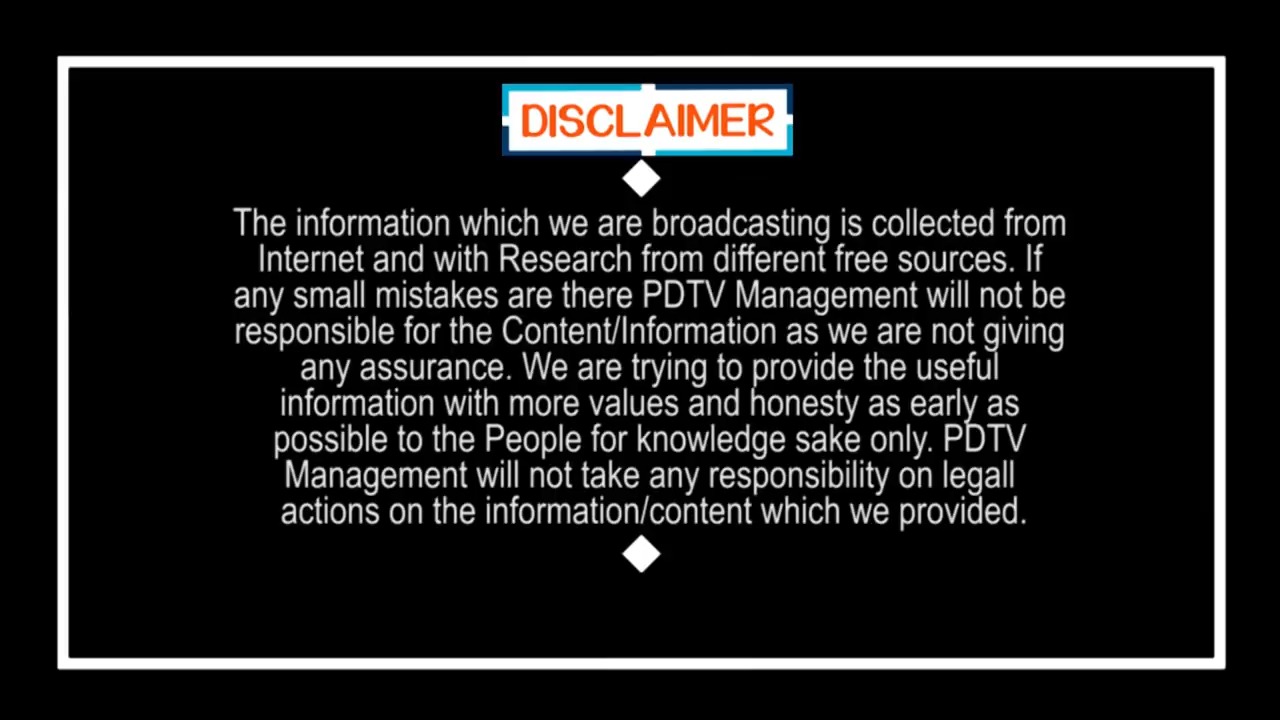 DISCLAIMER
The information which we are broadcasting is collected from
Internet and with Research from different free sources. If
any small mistakes are there PDTV Management will not be
responsible for the Content/Information as we are not giving
any assurance. We are trying to provide the useful
information with more values and honesty as early as
possible to the People for knowledge sake only. PDTV
Management will not take any responsibility on legall
actions on the information/content which we provided.